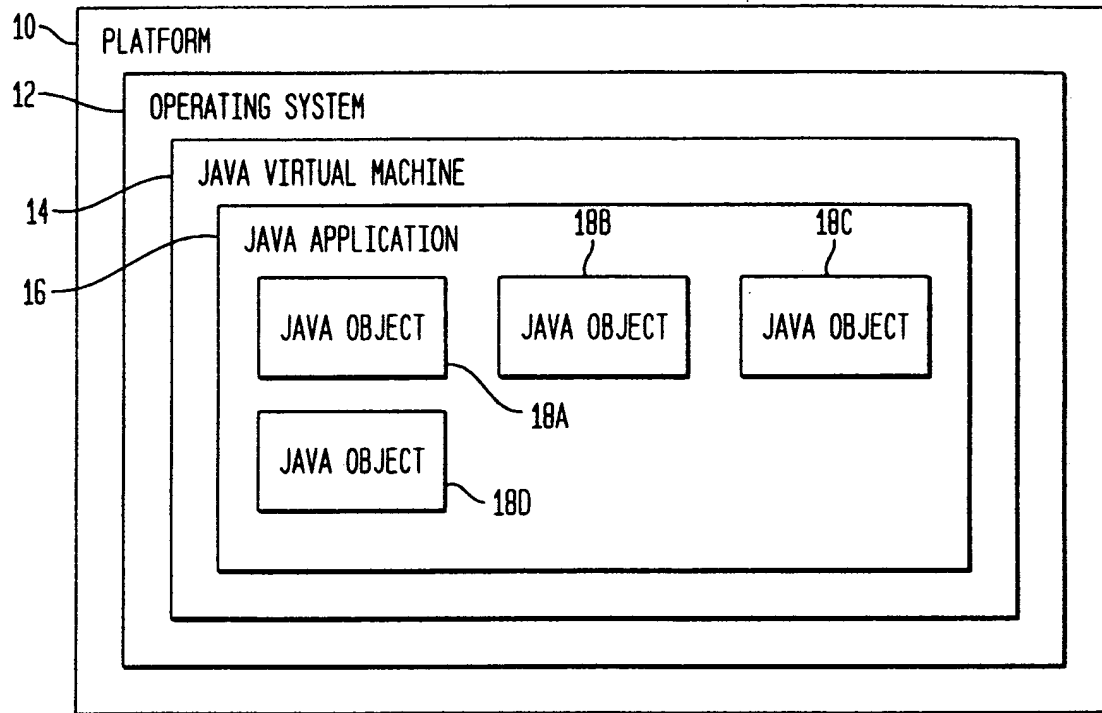 10
PLATFORM
12
OPERATING SYSTEM
14
JAVA VIRTUAL MACHINE
16
JAVA APPLICATION
18B
18C
JAVA OBJECT
JAVA OBJECT
JAVA OBJECT
18A
JAVA OBJECT
18D